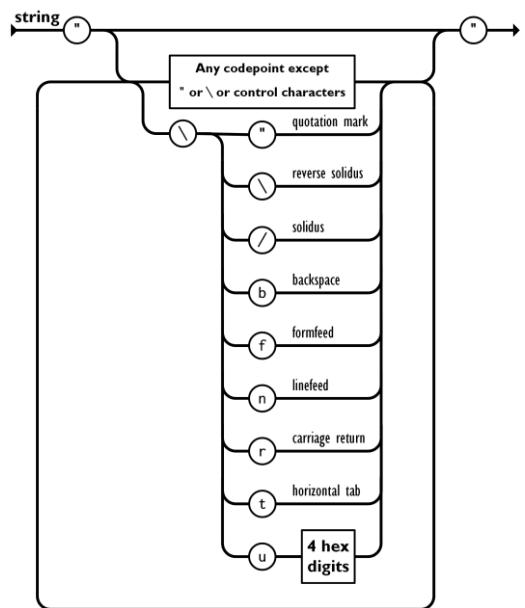 string
" "
Any codepoint except
" or \ or control characters
\ " quotation mark
\ reverse solidus
/ solidus
b backspace
f formfeed
n linefeed
r carriage return
t horizontal tab
u 4 hex
digits